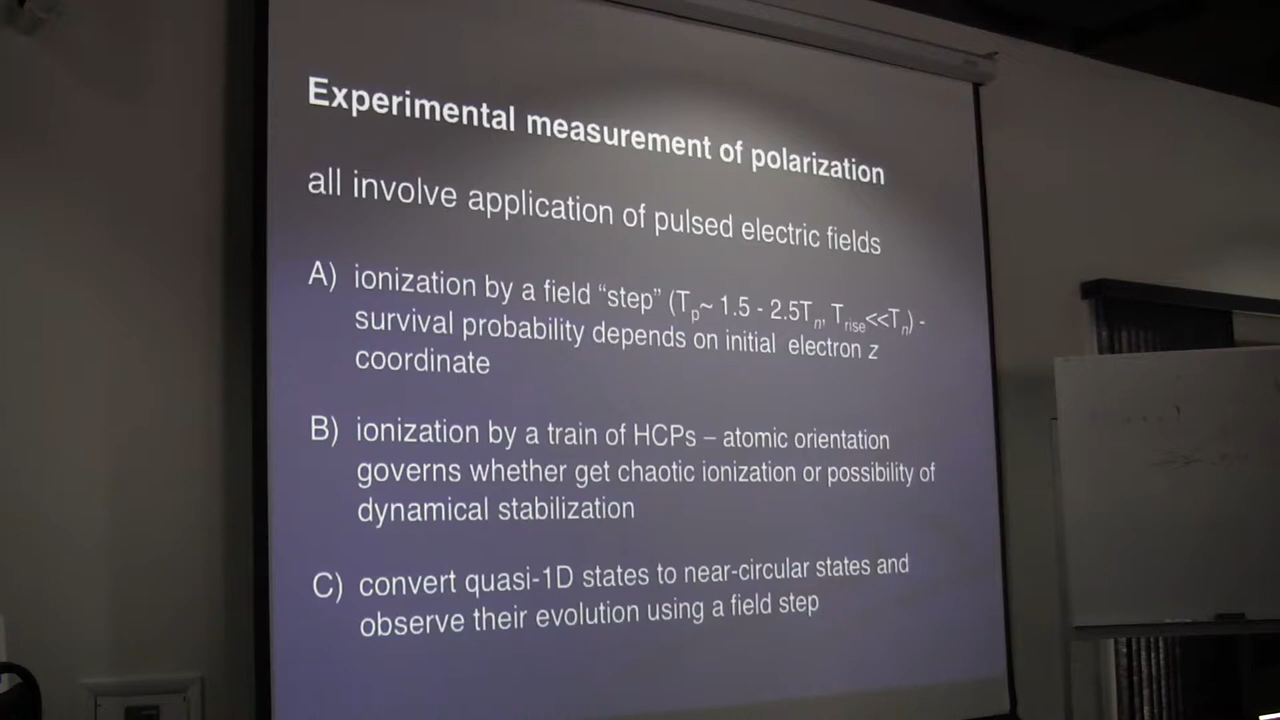 Experimental measurement of polarization
all involve application of pulsed electric fields
A) ionization by a field “step” (Tp~ 1.5 - 2.5Tn, Trise<<Tn) -
survival probability depends on initial electron z
coordinate
B) ionization by a train of HCPs – atomic orientation
governs whether get chaotic ionization or possibility of
dynamical stabilization
C) convert quasi-1D states to near-circular states and
observe their evolution using a field step